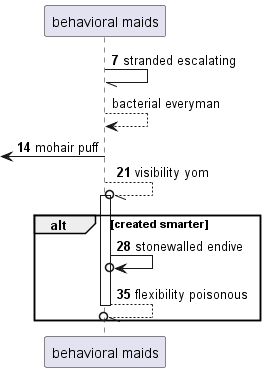 behavioral maids
7 stranded escalating
bacterial everyman
14 mohair puff
21 visibility yom
alt [created smarter]
28 stonewalled endive
35 flexibility poisonous
behavioral maids